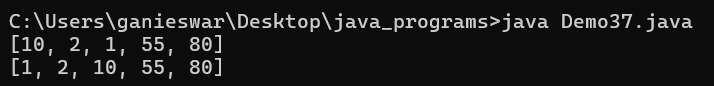 C:\Users\ganieswar\Desktop\java_programs>java Demo37.java
[10, 2, 1, 55, 80]
[1, 2, 10, 55, 80]